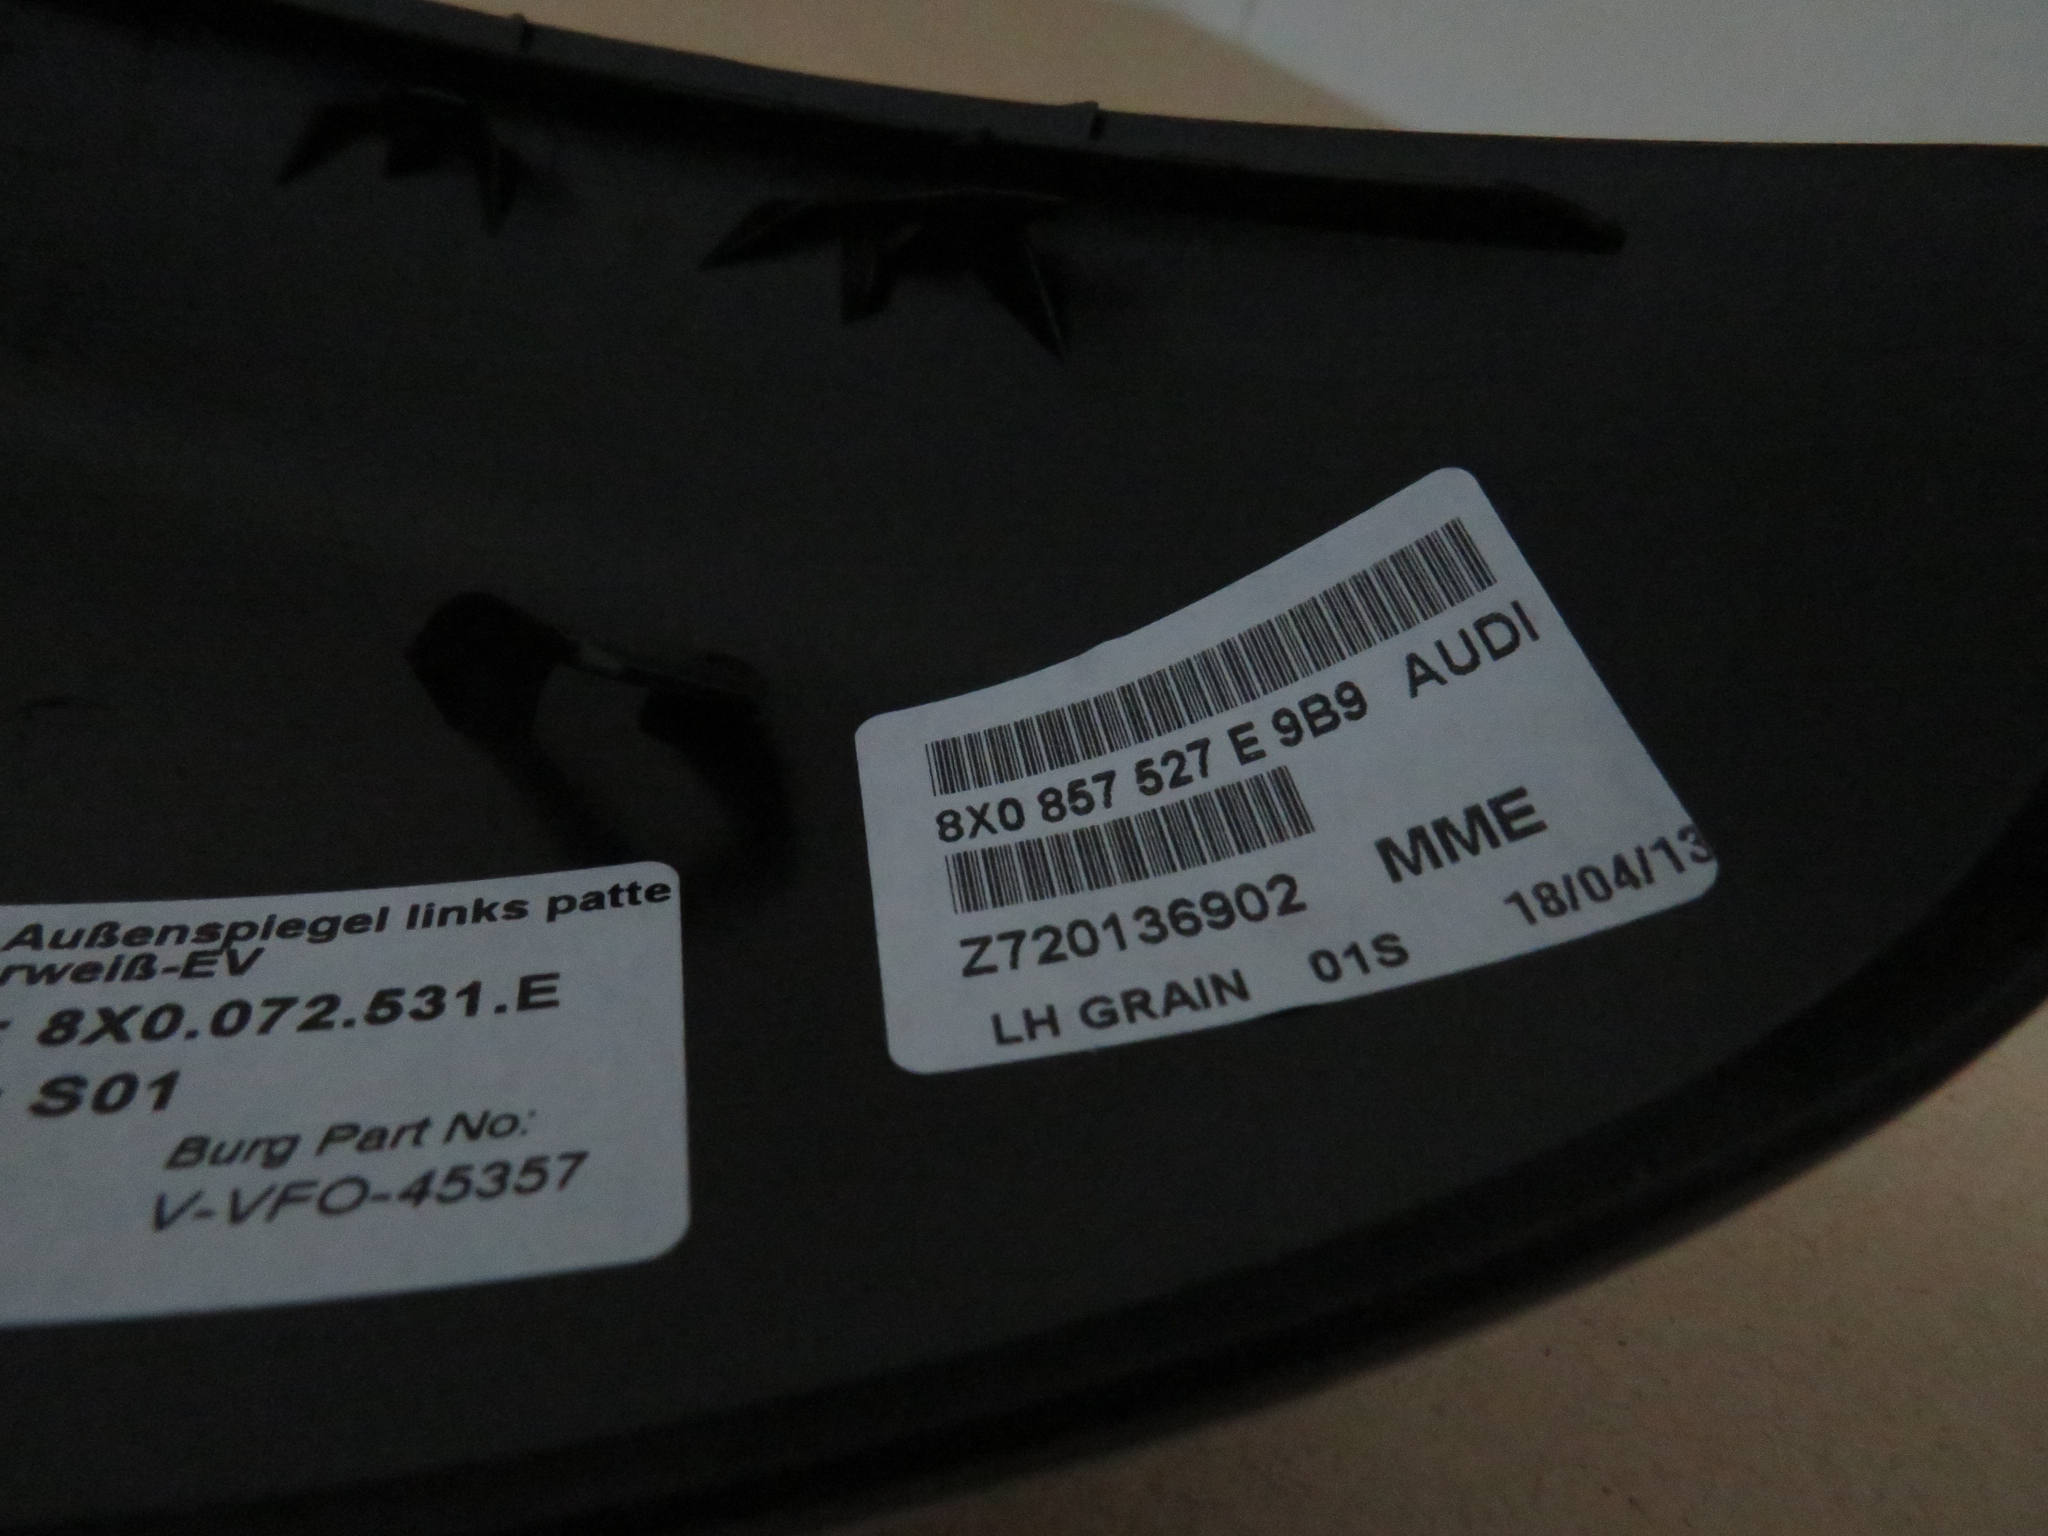 Außenspiegel links patte
rweiß-EV
8X0.072.531.E
S01
Burg Part No:
V-VFO-45357
8X0 857 527 E 9B9 AUDI
Z720136902 MME
LH GRAIN 01S 18/04/13